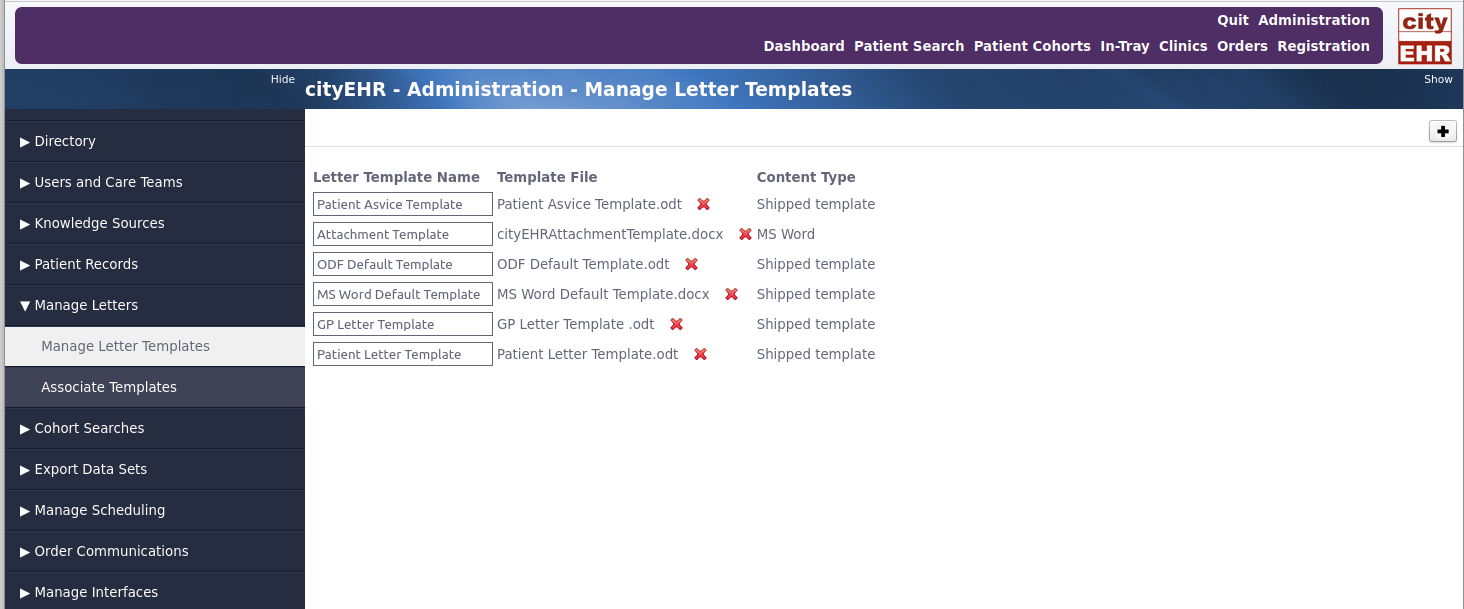 Quit Administration
city
EHR
Dashboard Patient Search Patient Cohorts In-Tray Clinics Orders Registration
Hide
cityEHR - Administration - Manage Letter Templates
Show
▶ Directory
▶ Users and Care Teams
▶ Knowledge Sources
▶ Patient Records
▼ Manage Letters
Manage Letter Templates
Associate Templates
▶ Cohort Searches
▶ Export Data Sets
▶ Manage Scheduling
▶ Order Communications
▶ Manage Interfaces
Letter Template Name Template File Content Type
Patient Asvice Template Patient Asvice Template.odt Shipped template
Attachment Template cityEHRAttachmentTemplate.docx MS Word
ODF Default Template ODF Default Template.odt Shipped template
MS Word Default Template MS Word Default Template.docx Shipped template
GP Letter Template GP Letter Template .odt Shipped template
Patient Letter Template Patient Letter Template.odt Shipped template